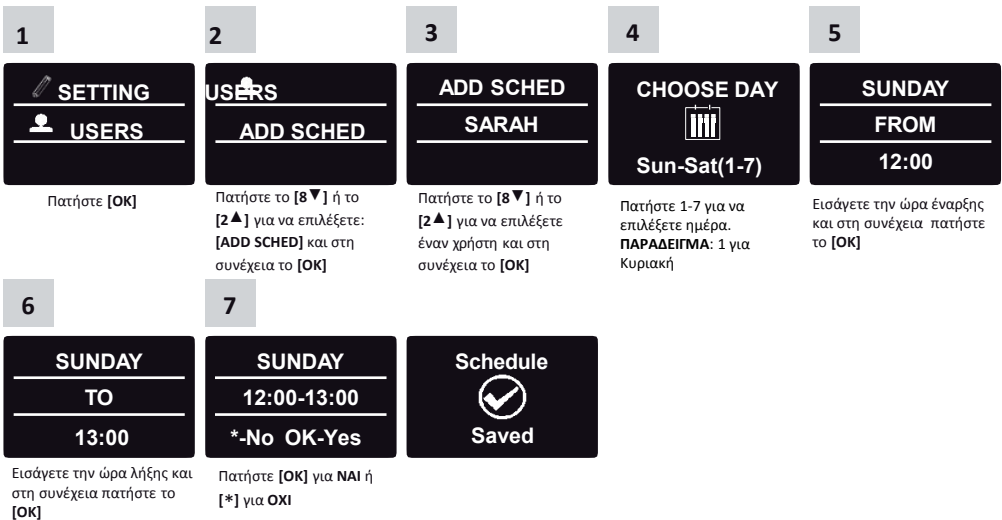 1
SETTING
USERS
Πατήστε [OK]
2
USERS
ADD SCHED
Πατήστε το [8▼] ή το
[2▲] για να επιλέξετε:
[ADD SCHED] και στη
συνέχεια το [OK]
3
ADD SCHED
SARAH
Πατήστε το [8▼] ή το
[2▲] για να επιλέξετε
έναν χρήστη και στη
συνέχεια το [OK]
4
CHOOSE DAY
Sun-Sat(1-7)
Πατήστε 1-7 για να
επιλέξετε ημέρα.
ΠΑΡΑΔΕΙΓΜΑ: 1 για
Κυριακή
5
SUNDAY
FROM
12:00
Εισάγετε την ώρα έναρξης
και στη συνέχεια πατήστε
το [OK]
6
SUNDAY
TO
13:00
Εισάγετε την ώρα λήξης και
στη συνέχεια πατήστε το
[OK]
7
SUNDAY
12:00-13:00
*-No OK-Yes
Πατήστε [OK] για ΝΑΙ ή
[*] για ΟΧΙ
Schedule
Saved